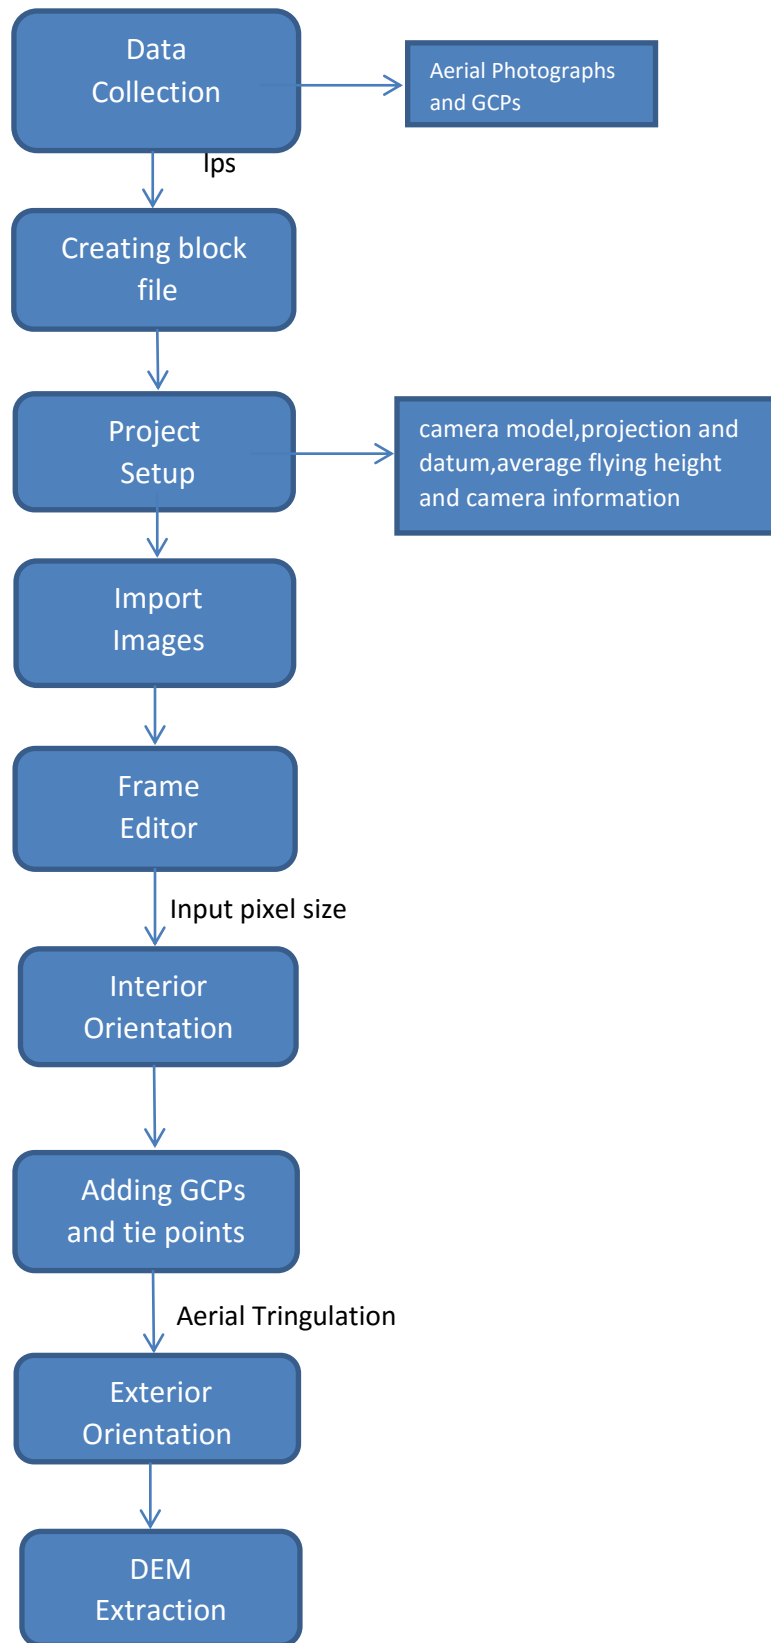 Data
Collection
Aerial Photographs
and GCPs
lps
Creating block
file
Project
Setup
camera model,projection and
datum,average flying height
and camera information
Import
Images
Frame
Editor
Input pixel size
Interior
Orientation
Adding GCPs
and tie points
Aerial Tringulation
Exterior
Orientation
DEM
Extraction